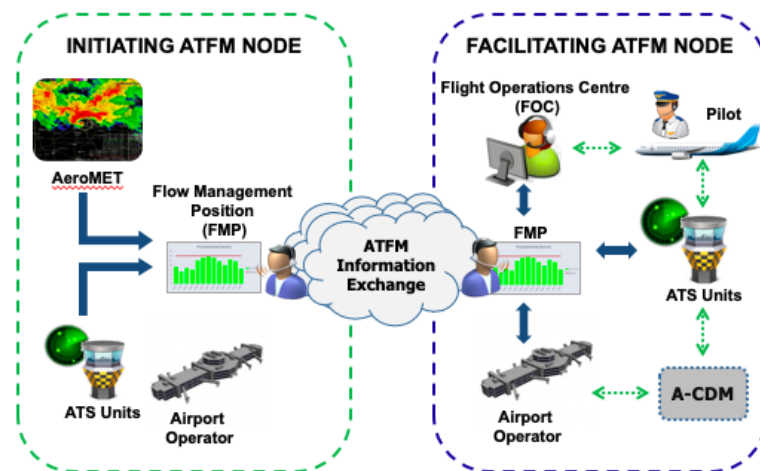 INITIATING ATFM NODE
AeroMET
Flow Management
Position
(FMP)
ATS Units
Airport
Operator
ATFM
Information
Exchange
FACILITATING ATFM NODE
Flight Operations Centre
(FOC)
Pilot
FMP
ATS Units
Airport
Operator
A-CDM